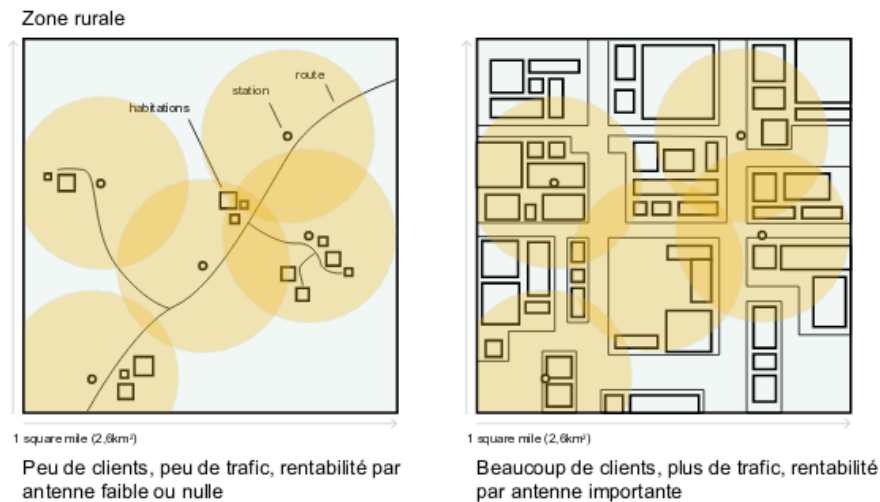 Zone rurale
route
station
habitations
1 square mile (2,6km²)
1 square mile (2,6km²)
Peu de clients, peu de trafic, rentabilité par
antenne faible ou nulle
Beaucoup de clients, plus de trafic, rentabilité
par antenne importante